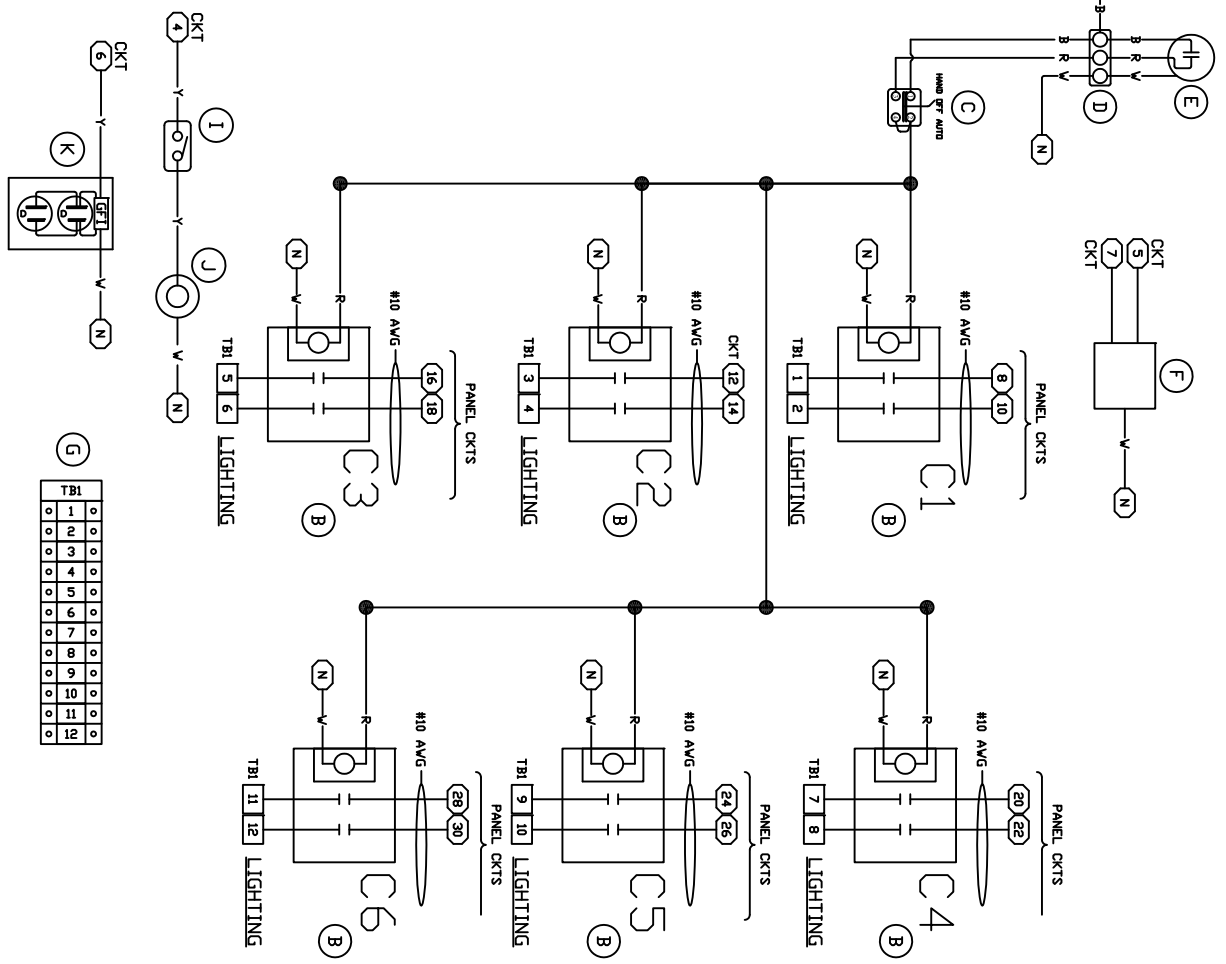 B
B
R
W
B
R
W
E
D
N
HAND OFF AUTO
C
CKT
5
7
CKT
F
W
N
CKT
4
Y
I
Y
J
W
N
CKT
6
Y
K
GFI
W
N
N
W
R
#10 AWG
8
10
PANEL CKTS
TB1
1
2
LIGHTING
C1
B
N
W
R
#10 AWG
CKT
12
14
PANEL CKTS
TB1
3
4
LIGHTING
C2
B
N
W
R
#10 AWG
16
18
PANEL CKTS
TB1
5
6
LIGHTING
C3
B
N
W
R
#10 AWG
20
22
PANEL CKTS
TB1
7
8
LIGHTING
C4
B
N
W
R
#10 AWG
24
26
PANEL CKTS
TB1
9
10
LIGHTING
C5
B
N
W
R
#10 AWG
28
30
PANEL CKTS
TB1
11
12
LIGHTING
C6
B
G
TB1
1
2
3
4
5
6
7
8
9
10
11
12